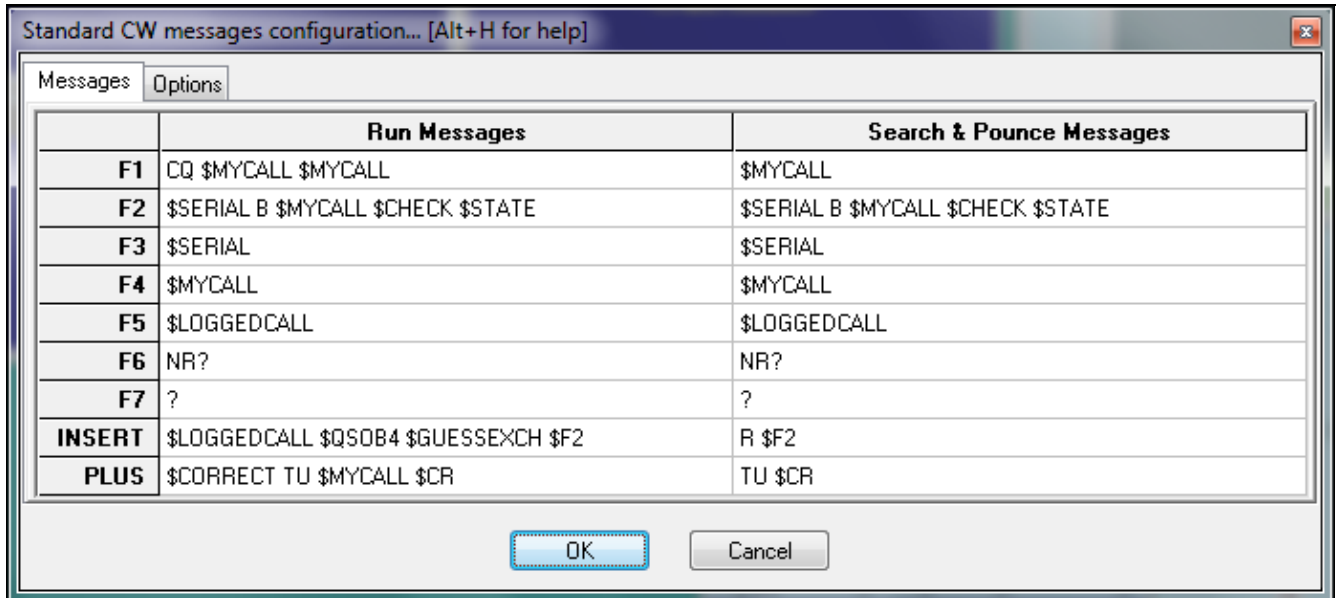 Standard CW messages configuration... [Alt+H for help]
Messages Options
Run Messages Search & Pounce Messages
F1 CQ $MYCALL $MYCALL $MYCALL
F2 $SERIAL B $MYCALL $CHECK $STATE $SERIAL B $MYCALL $CHECK $STATE
F3 $SERIAL $SERIAL
F4 $MYCALL $MYCALL
F5 $LOGGEDCALL $LOGGEDCALL
F6 NR? NR?
F7 ? ?
INSERT $LOGGEDCALL $QSOB4 $GUESSEXCH $F2 R $F2
PLUS $CORRECT TU $MYCALL $CR TU $CR
OK Cancel